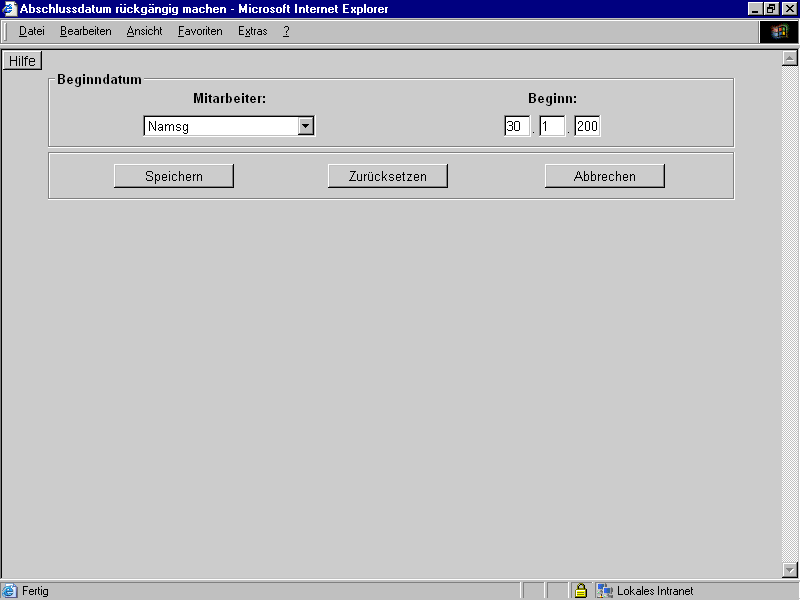 Abschlussdatum rückgängig machen - Microsoft Internet Explorer
Datei Bearbeiten Ansicht Favoriten Extras ?
Hilfe
Beginndatum
Mitarbeiter: Beginn:
Namsg 30 . 1 . 200
Speichern Zurücksetzen Abbrechen
Fertig Lokales Intranet